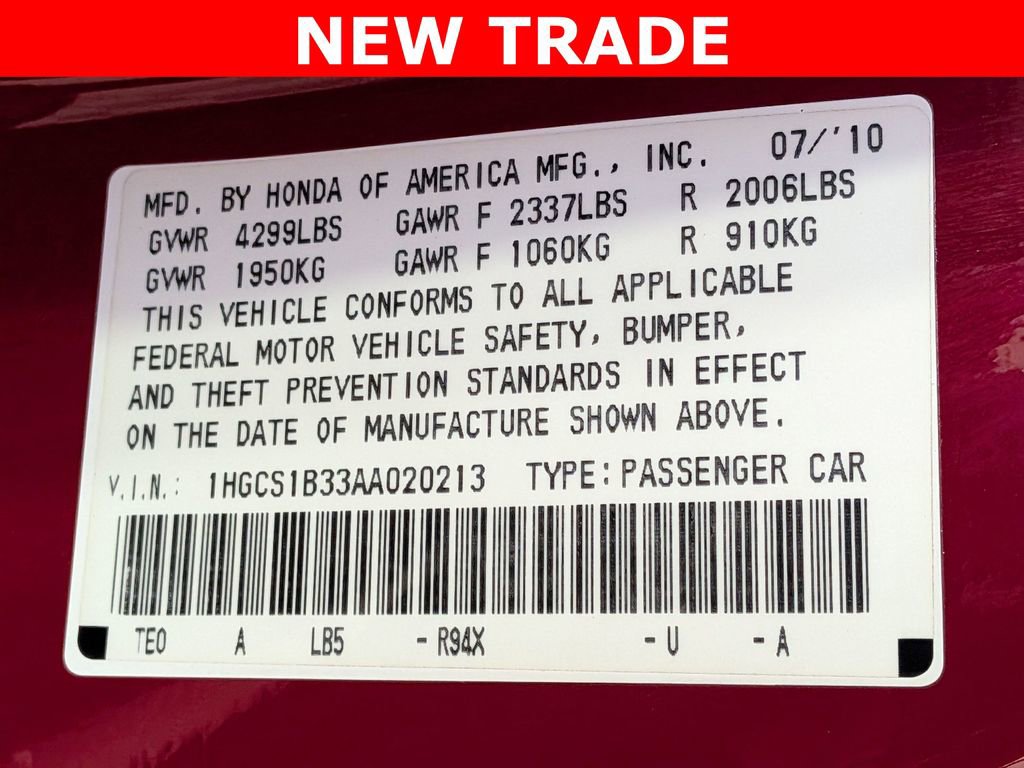 NEW TRADE
MFD. BY HONDA OF AMERICA MFG., INC. 07/'10
GVWR 4299LBS GAWR F 2337LBS R 2006LBS
GVWR 1950KG GAWR F 1060KG R 910KG
THIS VEHICLE CONFORMS TO ALL APPLICABLE
FEDERAL MOTOR VEHICLE SAFETY, BUMPER,
AND THEFT PREVENTION STANDARDS IN EFFECT
ON THE DATE OF MANUFACTURE SHOWN ABOVE.
V.I.N.: 1HGCS1B33AA020213 TYPE:PASSENGER CAR
TE0 A LB5 -R94X -U -A